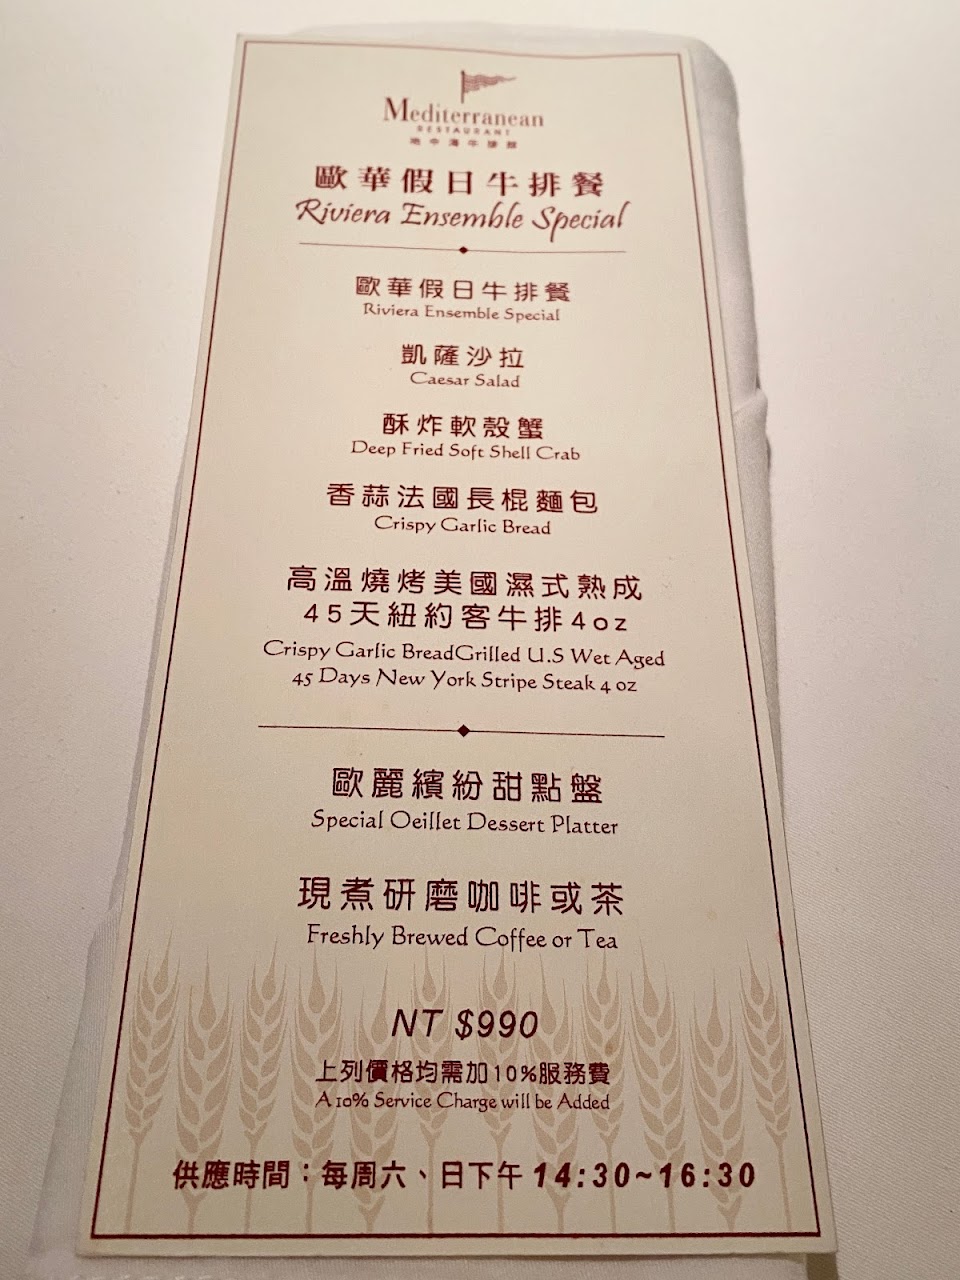 Mediterranean
RESTAURANT
地中海牛排館
歐華假日牛排餐
Riviera Ensemble Special
歐華假日牛排餐
Riviera Ensemble Special
凱薩沙拉
Caesar Salad
酥炸軟殼蟹
Deep Fried Soft Shell Crab
香蒜法國長棍麵包
Crispy Garlic Bread
高溫燒烤美國濕式熟成
45天紐約客牛排4oz
Crispy Garlic BreadGrilled U.S Wet Aged
45 Days New York Stripe Steak 4 oz
歐麗繽紛甜點盤
Special Oeillet Dessert Platter
現煮研磨咖啡或茶
Freshly Brewed Coffee or Tea
NT $990
上列價格均需加10%服務費
A 10% Service Charge will be Added
供應時間：每周六、日下午 14:30~16:30